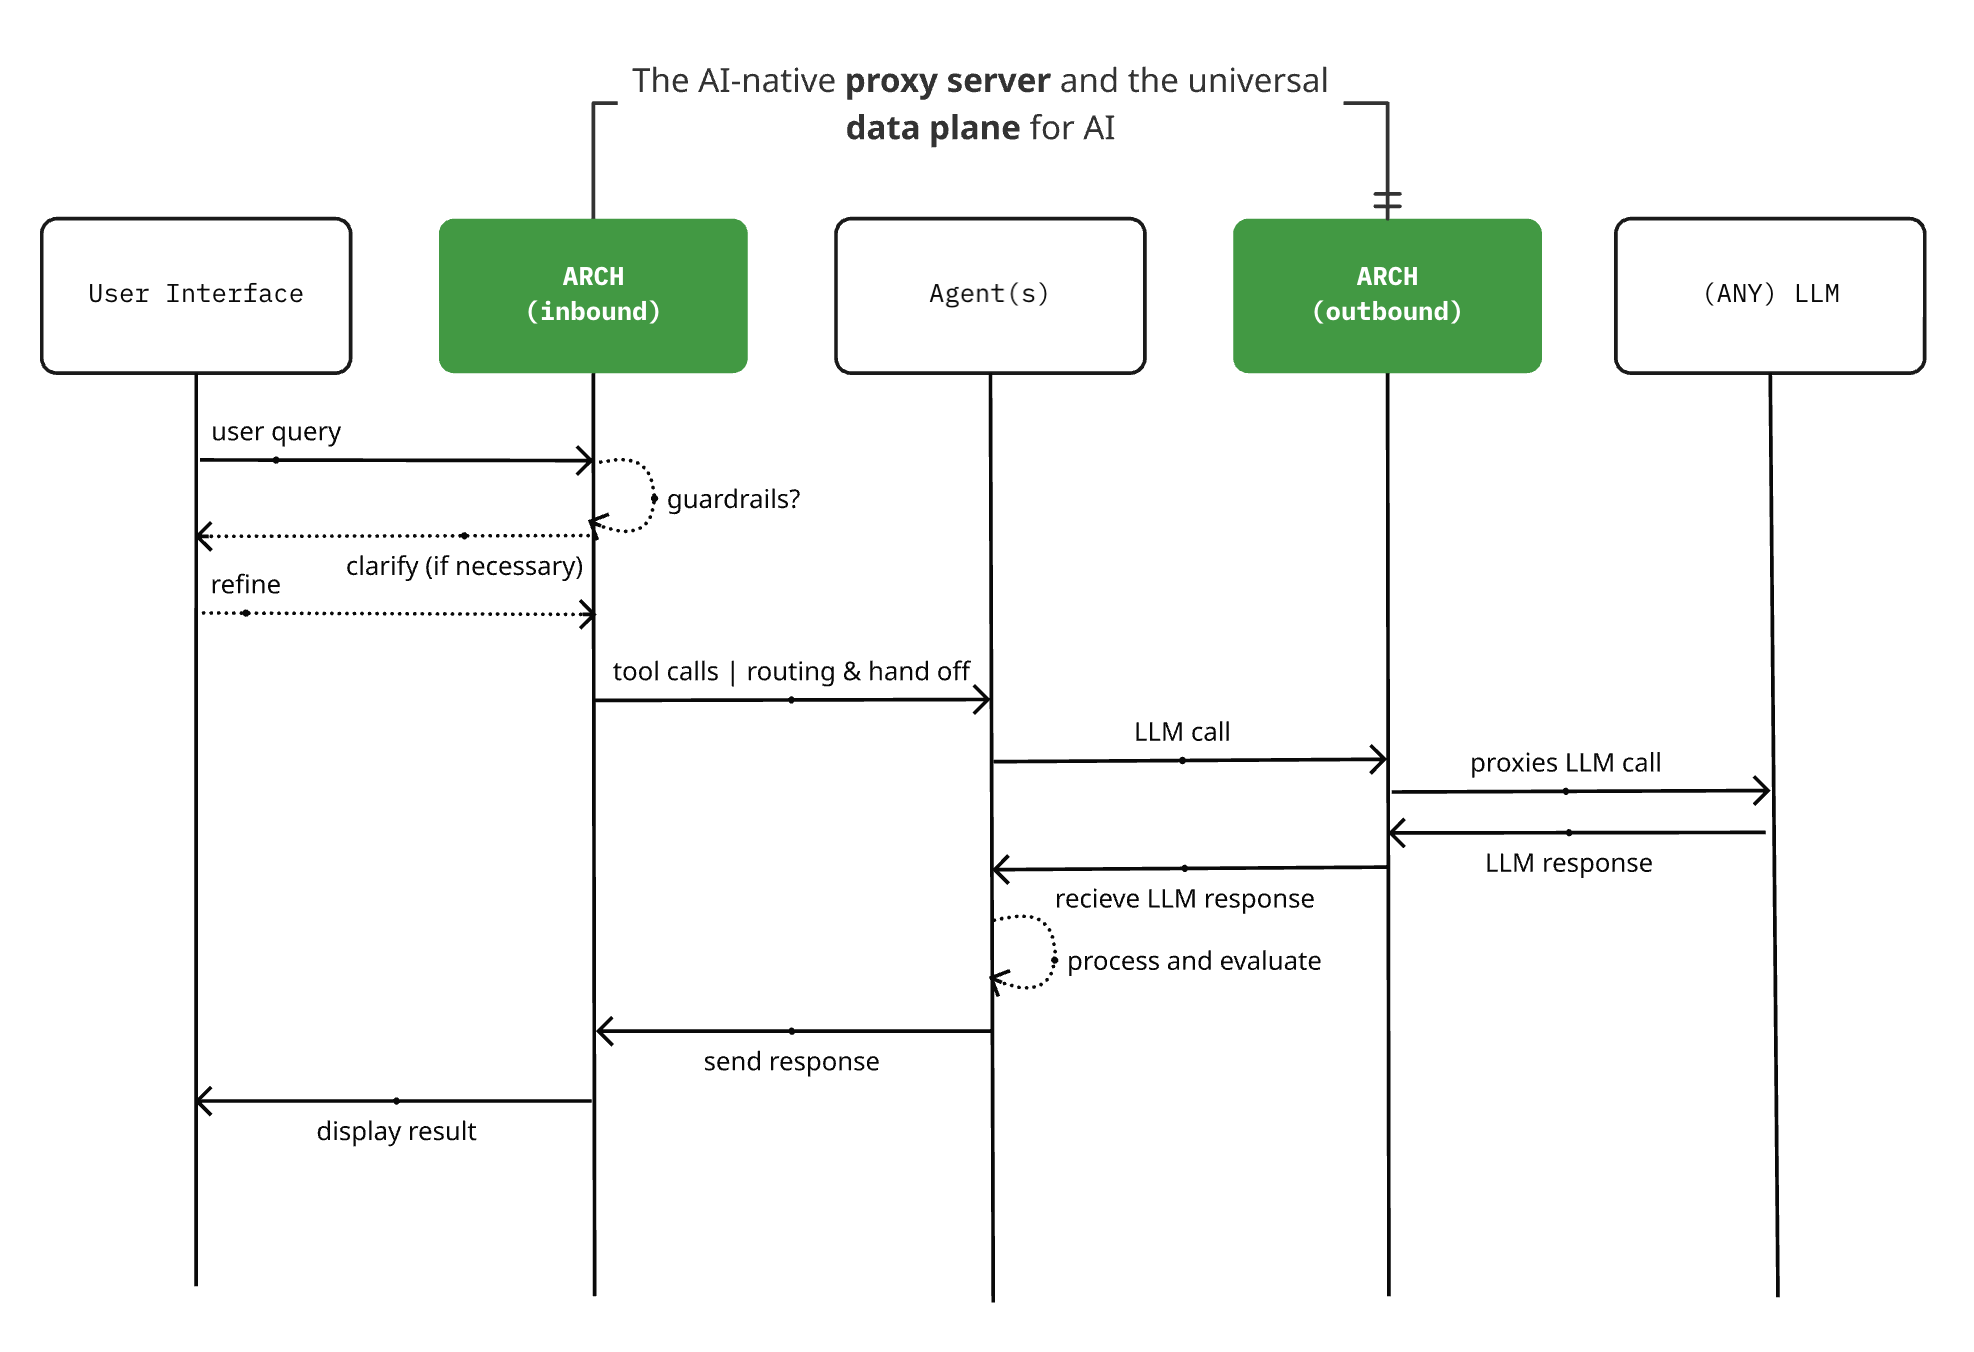 The AI-native proxy server and the universal
data plane for AI
User Interface
ARCH
(inbound)
Agent(s)
ARCH
(outbound)
(ANY) LLM
user query
guardrails?
clarify (if necessary)
refine
tool calls | routing & hand off
LLM call
proxies LLM call
LLM response
recieve LLM response
process and evaluate
send response
display result